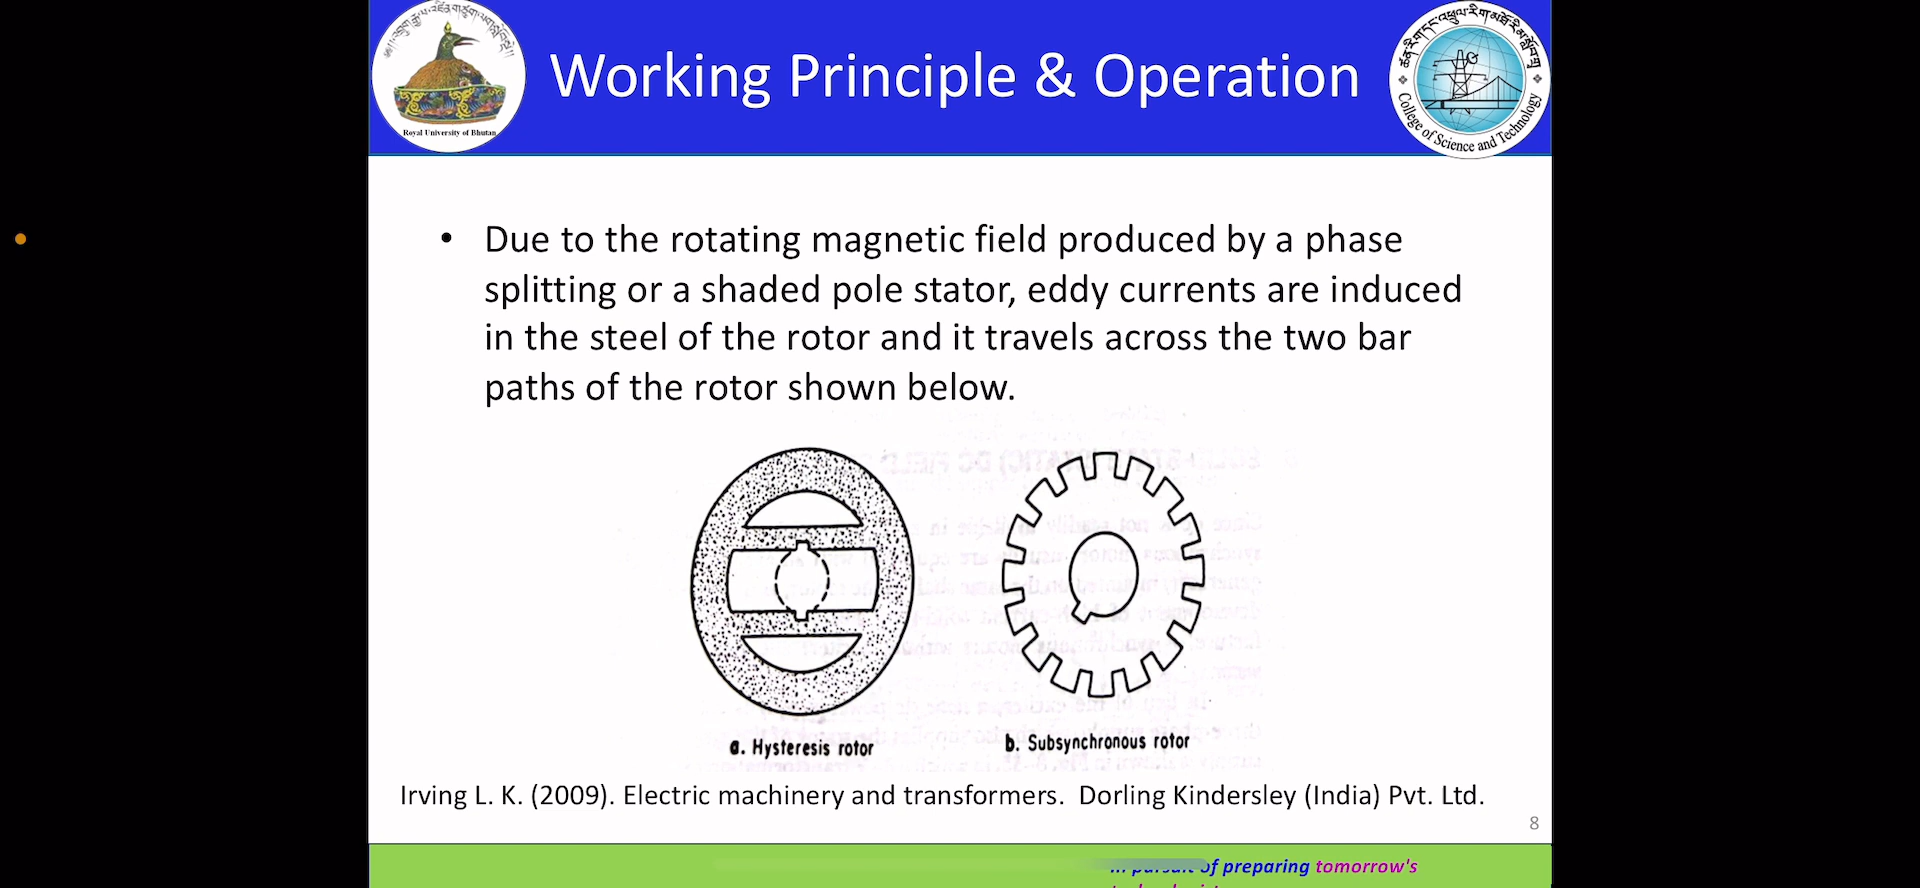 Working Principle & Operation
Royal University of Bhutan
College of Science and Technology
• Due to the rotating magnetic field produced by a phase
splitting or a shaded pole stator, eddy currents are induced
in the steel of the rotor and it travels across the two bar
paths of the rotor shown below.
a. Hysteresis rotor
b. Subsynchronous rotor
Irving L. K. (2009). Electric machinery and transformers. Dorling Kindersley (India) Pvt. Ltd.
8
of preparing tomorrow's